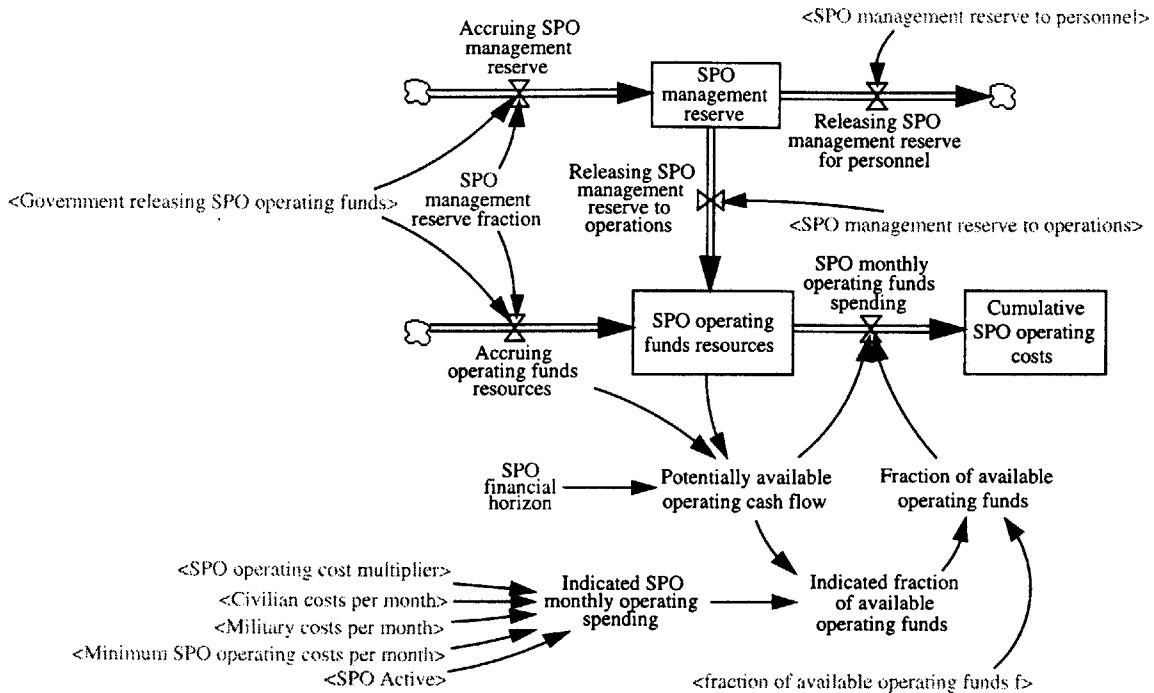 <SPO management reserve to personnel>
Accruing SPO
management
reserve
SPO
management
reserve
Releasing SPO
management reserve
for personnel
<Government releasing SPO operating funds>
SPO
management
reserve fraction
Releasing SPO
management
reserve to
operations
<SPO management reserve to operations>
SPO monthly
operating funds
spending
SPO operating
funds resources
Cumulative
SPO operating
costs
Accruing
operating funds
resources
SPO
financial
horizon
Potentially available
operating cash flow
Fraction of available
operating funds
<SPO operating cost multiplier>
<Civilian costs per month>
<Military costs per month>
<Minimum SPO operating costs per month>
<SPO Active>
Indicated SPO
monthly operating
spending
Indicated fraction
of available
operating funds
<fraction of available operating funds f>